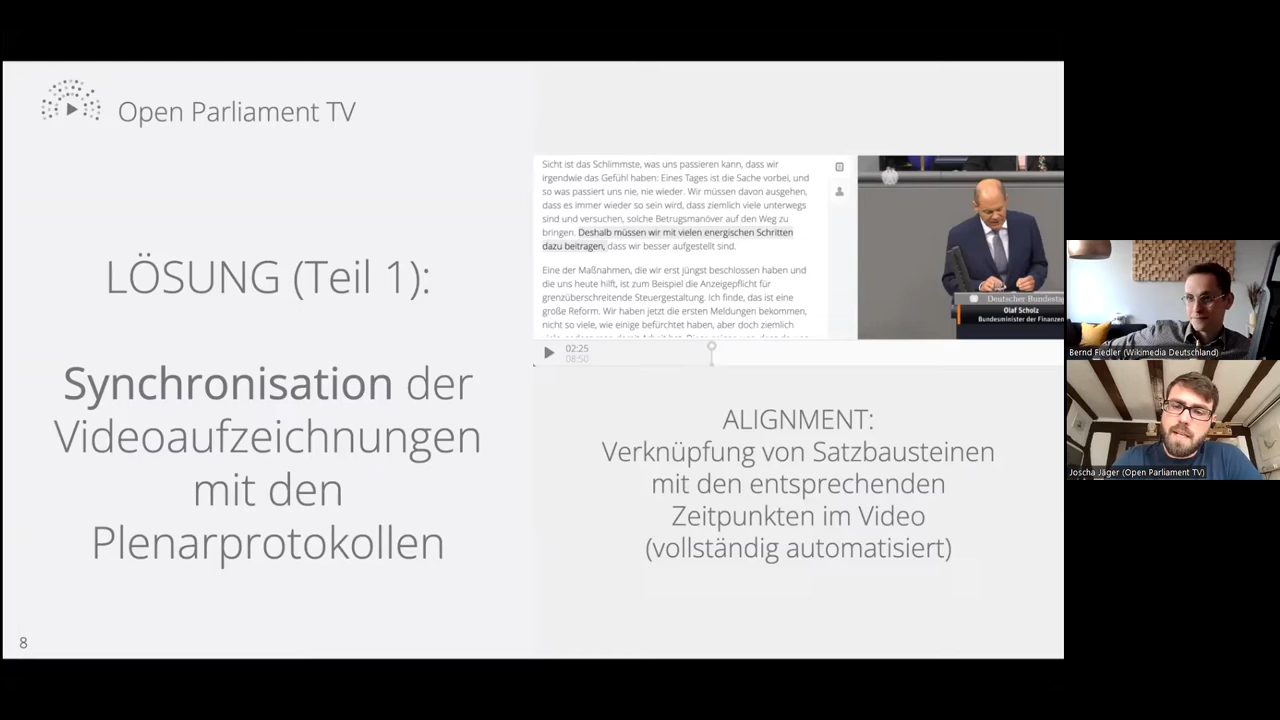 Open Parliament TV
LÖSUNG (Teil 1):
Synchronisation der
Videoaufzeichnungen
mit den
Plenarprotokollen
8
Sicht ist das Schlimmste, was uns passieren kann, dass wir
irgendwie das Gefühl haben: Eines Tages ist die Sache vorbei, und
so was passiert uns nie, nie wieder. Wir müssen davon ausgehen,
dass es immer wieder so sein wird, dass ziemlich viele unterwegs
sind und versuchen, solche Betrugsmanöver auf den Weg zu
bringen. Deshalb müssen wir mit vielen energischen Schritten
dazu beitragen, dass wir besser aufgestellt sind.
Eine der Maßnahmen, die wir erst jüngst beschlossen haben und
die uns heute hilft, ist zum Beispiel die Anzeigepflicht für
grenzüberschreitende Steuergestaltung. Ich finde, das ist eine
große Reform. Wir haben jetzt die ersten Meldungen bekommen,
nicht so viele, wie einige befürchtet haben, aber doch ziemlich
02:25
08:50
Deutscher Bundestag
Olaf Scholz
Bundesminister der Finanzen
ALIGNMENT:
Verknüpfung von Satzbausteinen
mit den entsprechenden
Zeitpunkten im Video
(vollständig automatisiert)
Bernd Fiedler (Wikimedia Deutschland)
Joscha Jäger (Open Parliament TV)